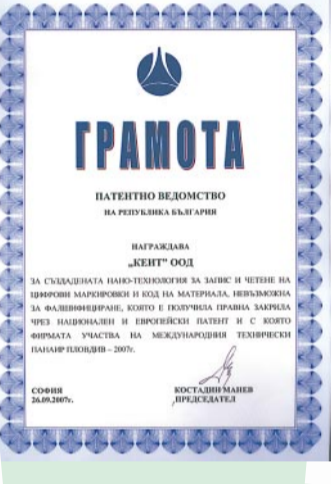 ГРАМОТА
ПАТЕНТНО ВЕДОМСТВО
НА РЕПУБЛИКА БЪЛГАРИЯ
НАГРАЖДАВА
„КЕИТ” ООД
ЗА СЪЗДАДЕНАТА НАНО-ТЕХНОЛОГИЯ ЗА ЗАПИС И ЧЕТЕНЕ НА
ЦИФРОВИ МАРКИРОВКИ И КОД НА МАТЕРИАЛА, НЕВЪЗМОЖНА
ЗА ФАЛШИФИЦИРАНЕ, КОЯТО Е ПОЛУЧИЛА ПРАВНА ЗАКРИЛА
ЧРЕЗ НАЦИОНАЛЕН И ЕВРОПЕЙСКИ ПАТЕНТ И С КОЯТО
ФИРМАТА УЧАСТВА НА МЕЖДУНАРОДНИЯ ТЕХНИЧЕСКИ
ПАНАИР ПЛОВДИВ – 2007г.
СОФИЯ
26.09.2007г.
КОСТАДИН МАНЕВ
ПРЕДСЕДАТЕЛ